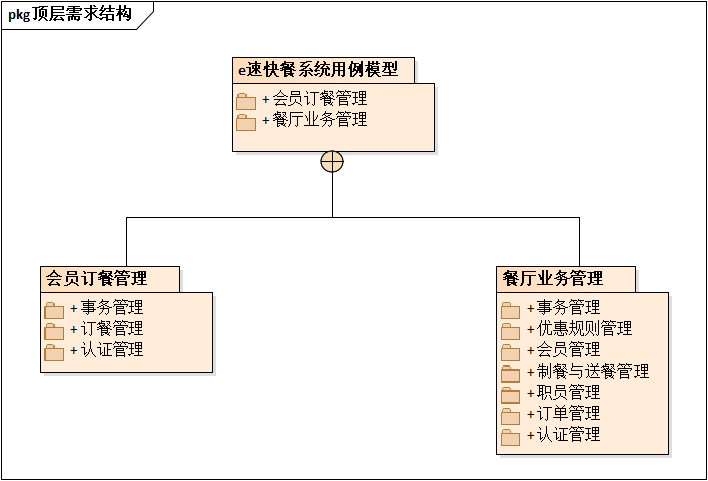 pkg 顶层需求结构
e速快餐系统用例模型
+ 会员订餐管理
+ 餐厅业务管理
会员订餐管理
+ 事务管理
+ 订餐管理
+ 认证管理
餐厅业务管理
+ 事务管理
+ 优惠规则管理
+ 会员管理
+ 制餐与送餐管理
+ 职员管理
+ 订单管理
+ 认证管理